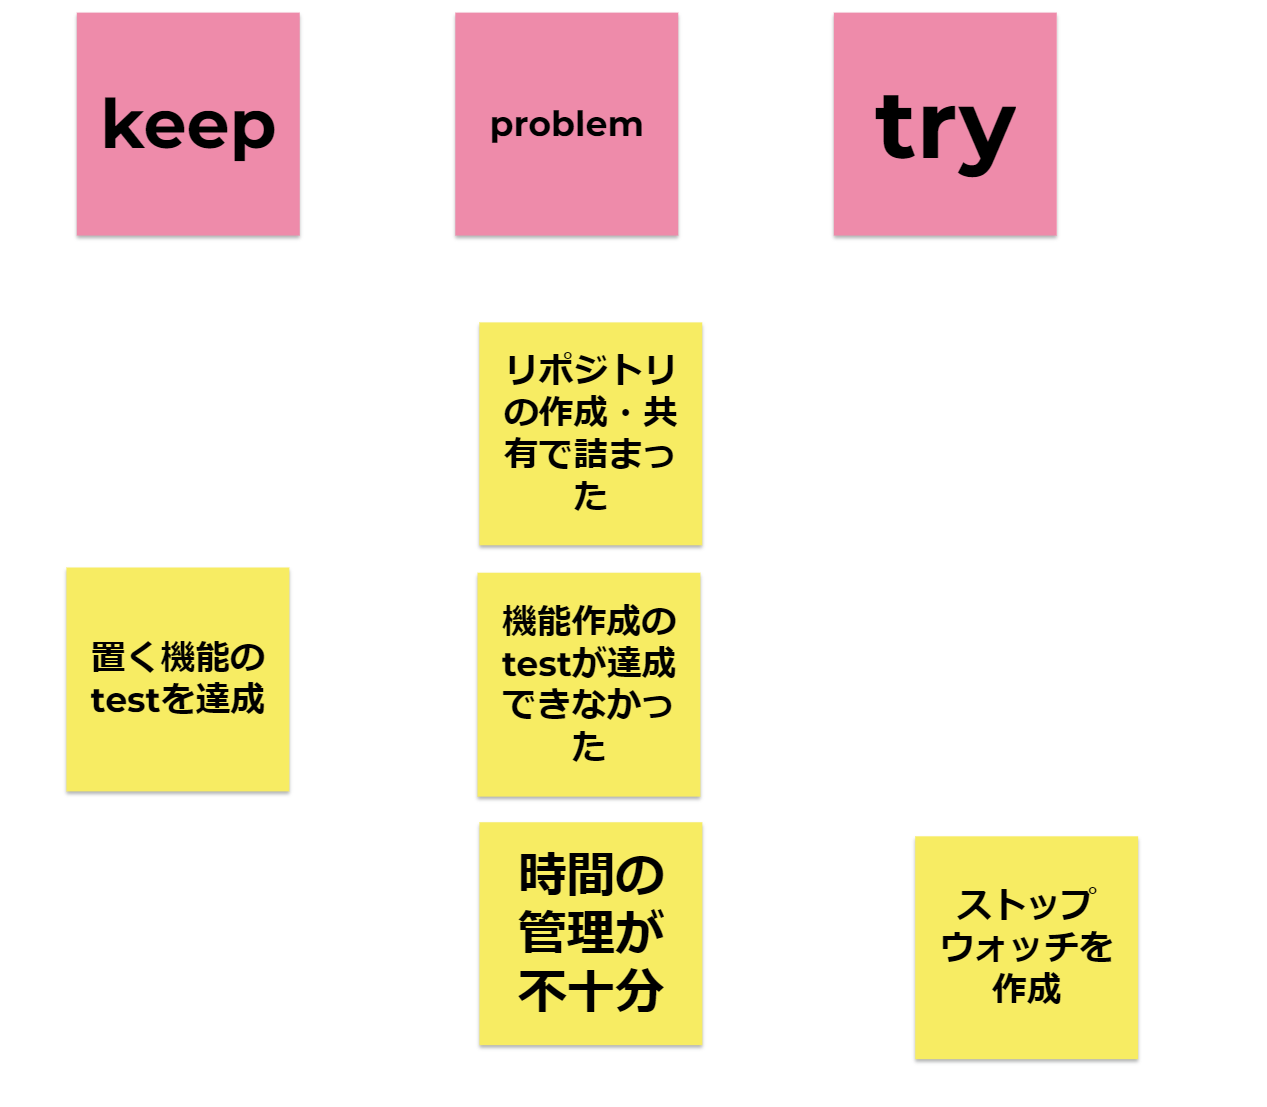 keep
problem
try
リポジトリ
の作成・共
有で詰まっ
た
置く機能の
testを達成
機能作成の
testが達成
できなかっ
た
時間の
管理が
不十分
ストップ
ウォッチを
作成